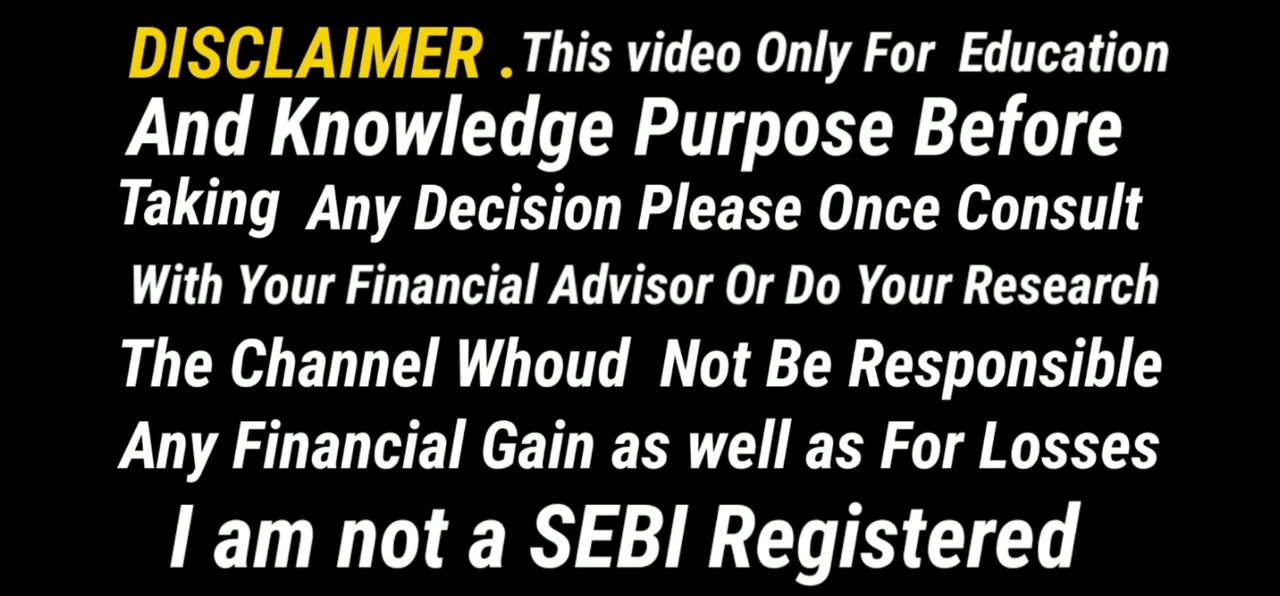 DISCLAIMER . This video Only For Education
And Knowledge Purpose Before
Taking Any Decision Please Once Consult
With Your Financial Advisor Or Do Your Research
The Channel Whoud Not Be Responsible
Any Financial Gain as well as For Losses
I am not a SEBI Registered